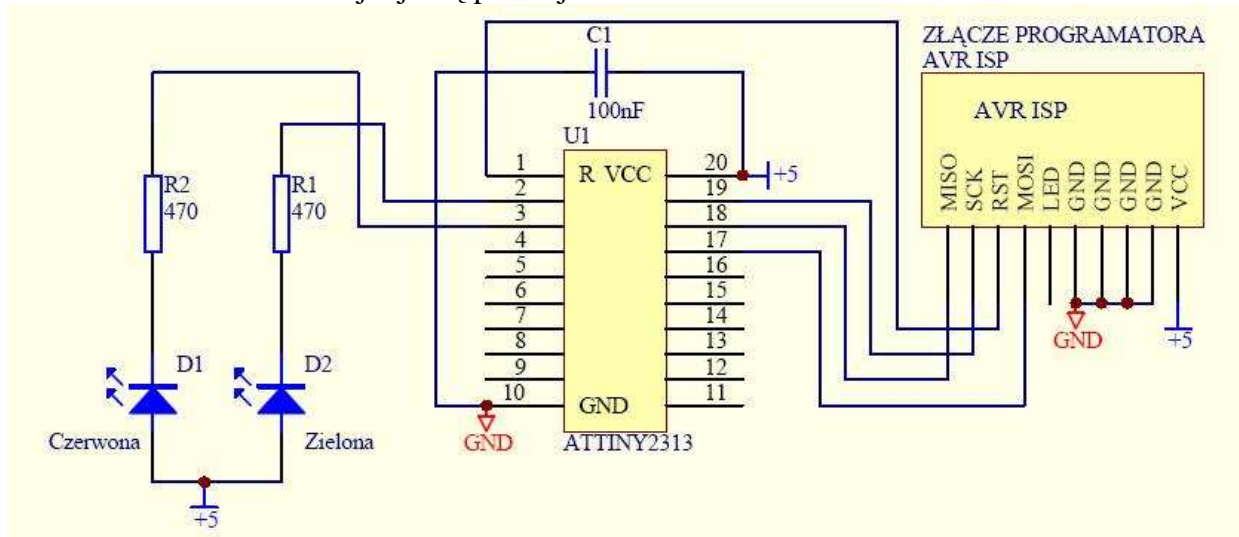 C1
100nF
ZŁĄCZE PROGRAMATORA
AVR ISP
AVR ISP
MISO
SCK
RST
MOSI
LED
GND
GND
GND
GND
VCC
GND
+5
U1
R VCC
1
2
3
4
5
6
7
8
9
10
20
19
18
17
16
15
14
13
12
11
+5
GND
ATTINY2313
GND
R2
470
R1
470
D1
D2
Czerwona
Zielona
+5